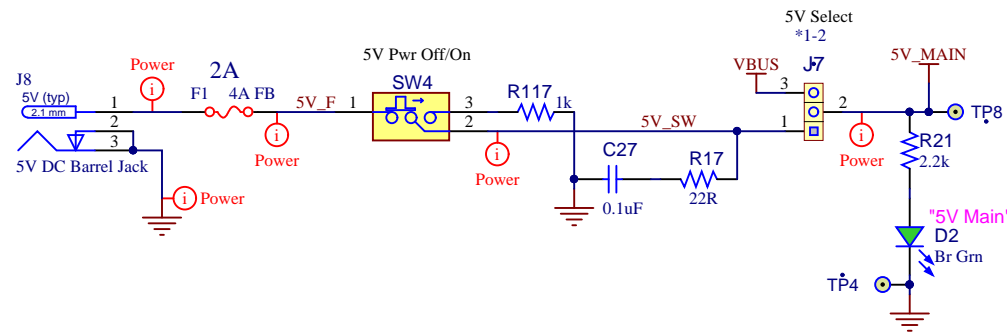 5V Select
*1-2
5V Pwr Off/On
J7
VBUS
5V_MAIN
Power
2A
SW4
J8
5V (typ)
2.1 mm
1
F1
4A FB
5V_F
1
3
R117
1k
3
2
TP8
2
3
2
5V_SW
1
Power
Power
Power
R21
2.2k
5V DC Barrel Jack
C27
R17
0.1uF
22R
Power
"5V Main"
D2
Br Grn
TP4